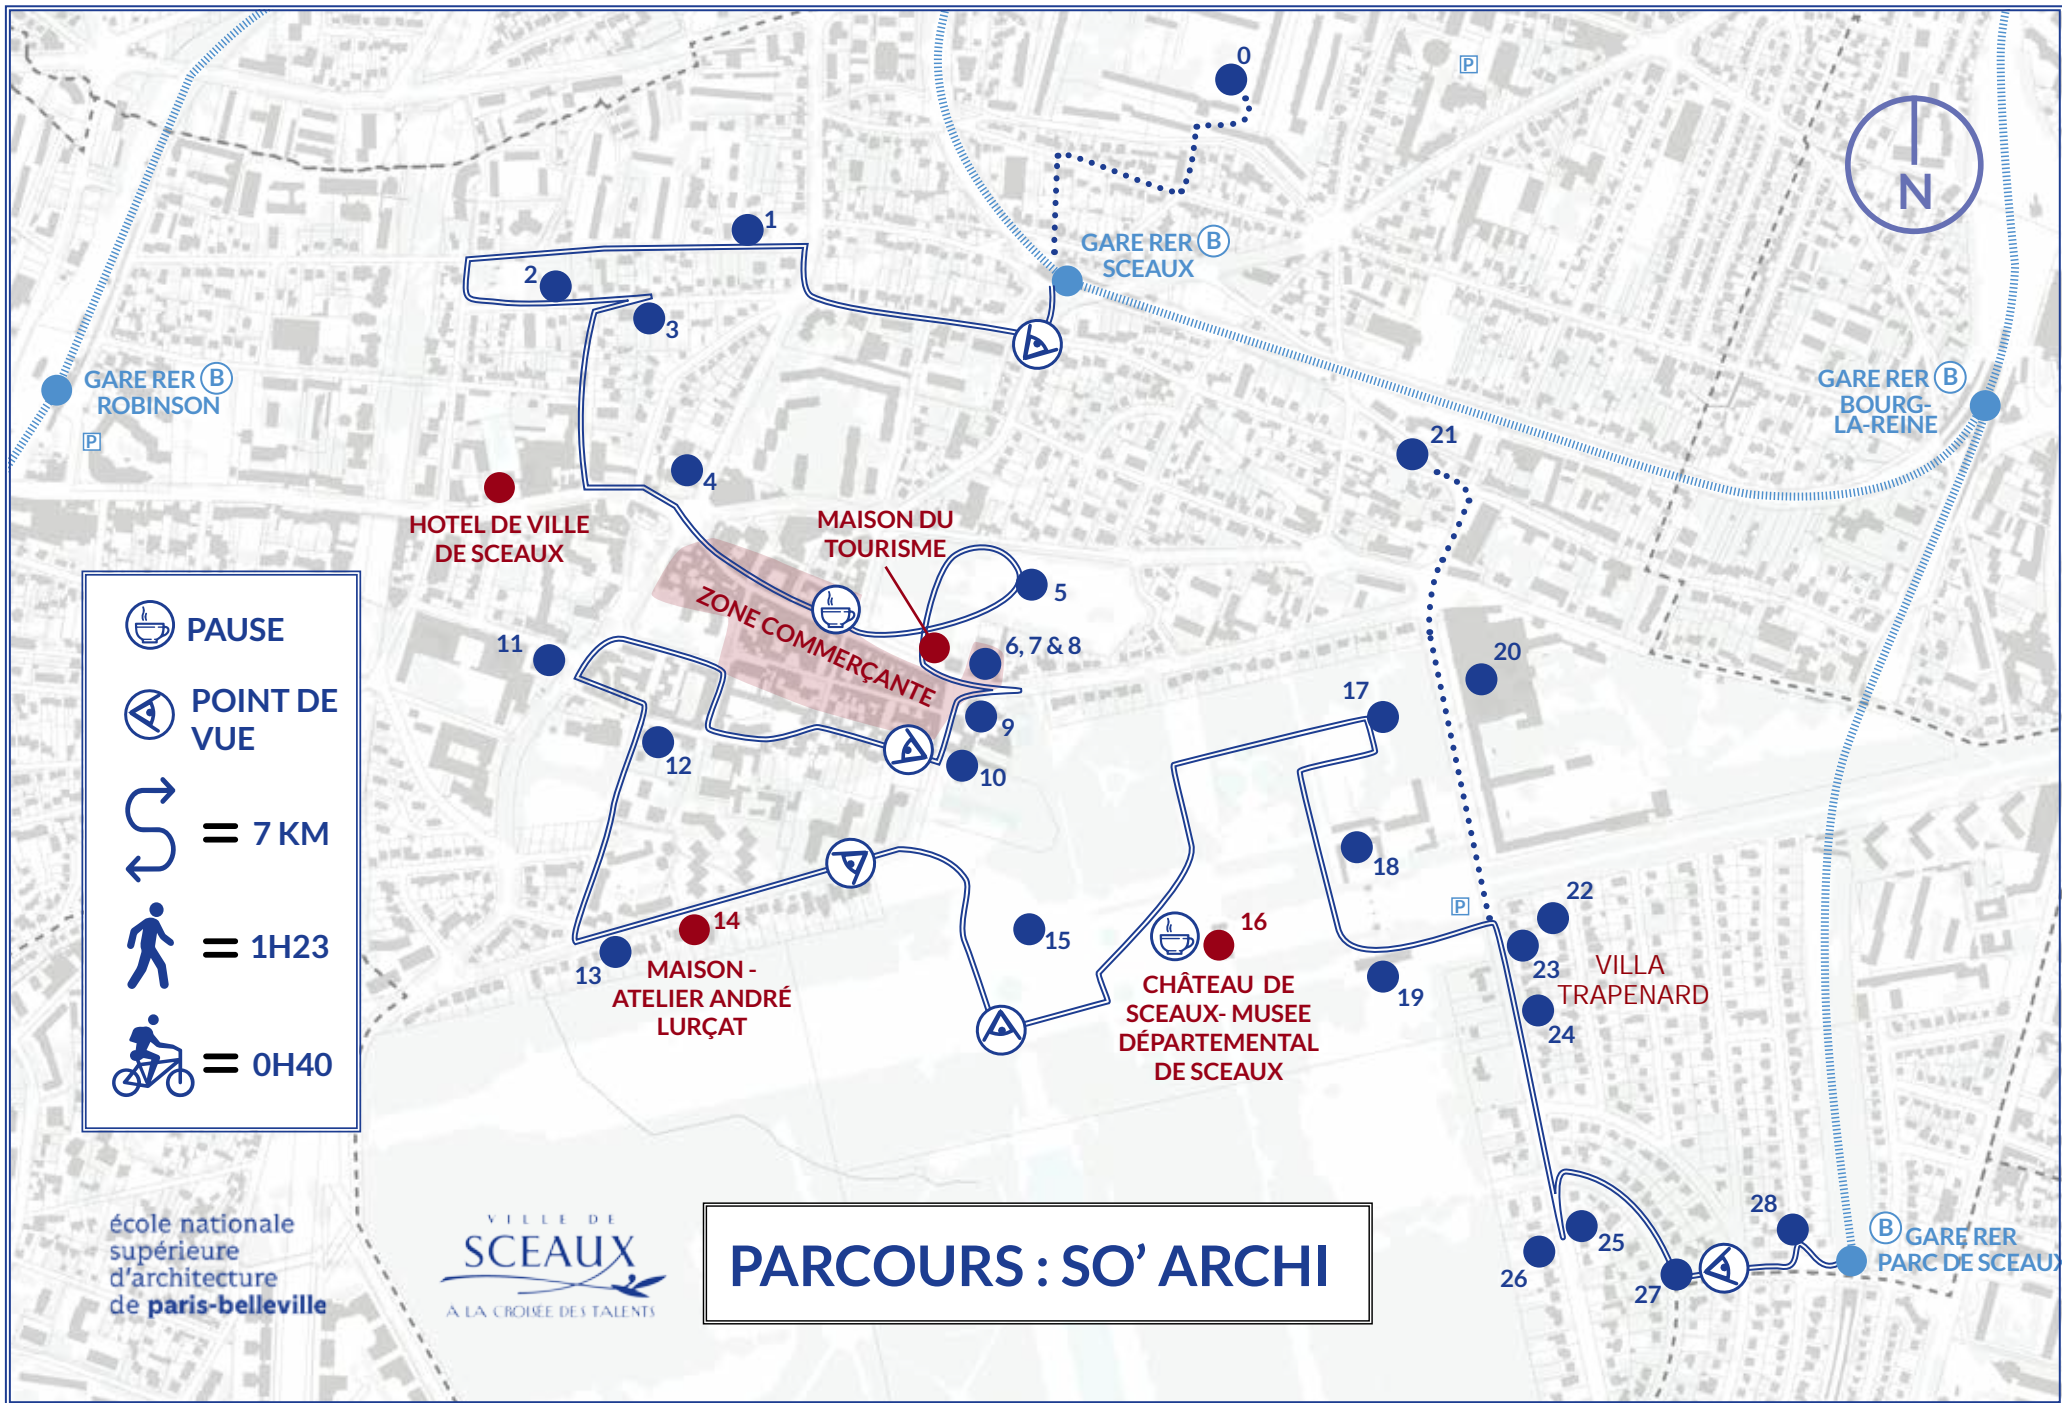 0
P
N
1
GARE RER B
SCEAUX
2
3
GARE RER B
ROBINSON
P
GARE RER B
BOURG-
LA-REINE
21
4
HOTEL DE VILLE
DE SCEAUX
MAISON DU
TOURISME
ZONE COMMERÇANTE
5
6, 7 & 8
9
10
11
12
PAUSE
POINT DE
VUE
= 7 KM
= 1H23
= 0H40
17
20
18
P
22
23
VILLA
TRAPENARD
24
13
14
MAISON -
ATELIER ANDRÉ
LURÇAT
15
16
CHÂTEAU DE
SCEAUX- MUSEE
DÉPARTEMENTAL
DE SCEAUX
19
28
25
26
27
B GARE RER
PARC DE SCEAUX
école nationale
supérieure
d'architecture
de paris-belleville
VILLE DE
SCEAUX
A LA CROISÉE DES TALENTS
PARCOURS : SO' ARCHI